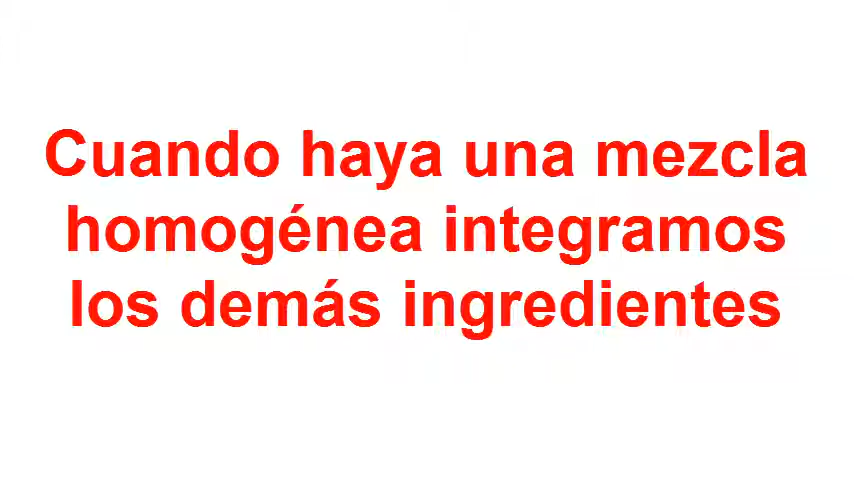 Cuando haya una mezcla
homogénea integramos
los demás ingredientes